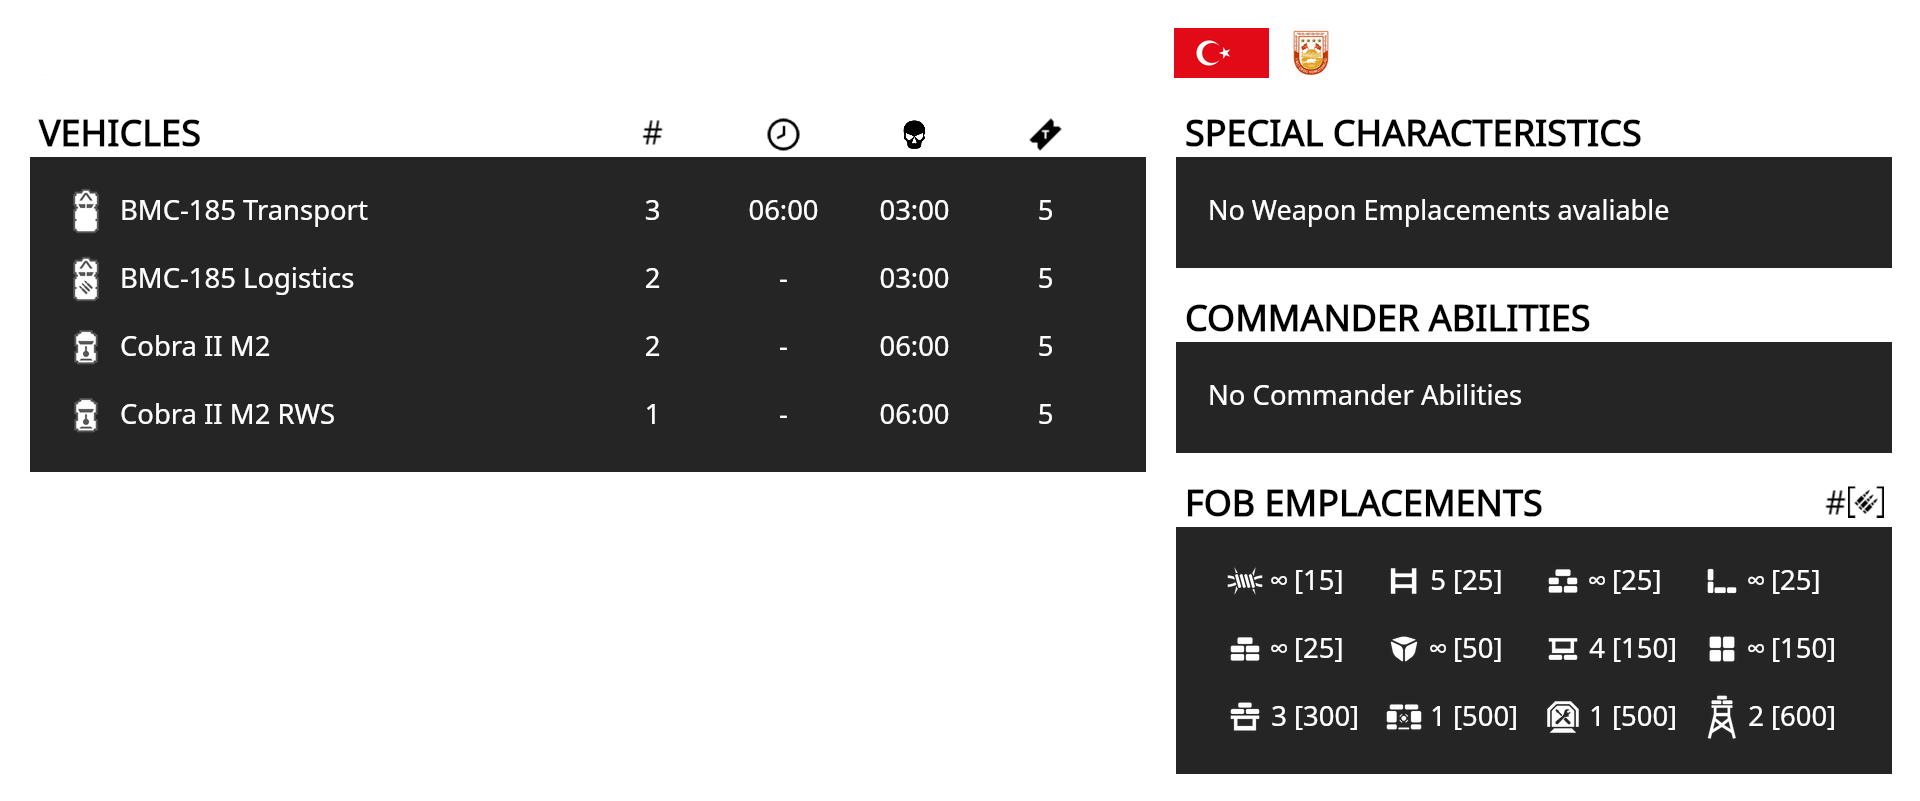 VEHICLES #
BMC-185 Transport 3 06:00 03:00 5
BMC-185 Logistics 2 - 03:00 5
Cobra II M2 2 - 06:00 5
Cobra II M2 RWS 1 - 06:00 5
SPECIAL CHARACTERISTICS
No Weapon Emplacements avaliable
COMMANDER ABILITIES
No Commander Abilities
FOB EMPLACEMENTS #[]
∞ [15] 5 [25] ∞ [25] ∞ [25]
∞ [25] ∞ [50] 4 [150] ∞ [150]
3 [300] 1 [500] 1 [500] 2 [600]